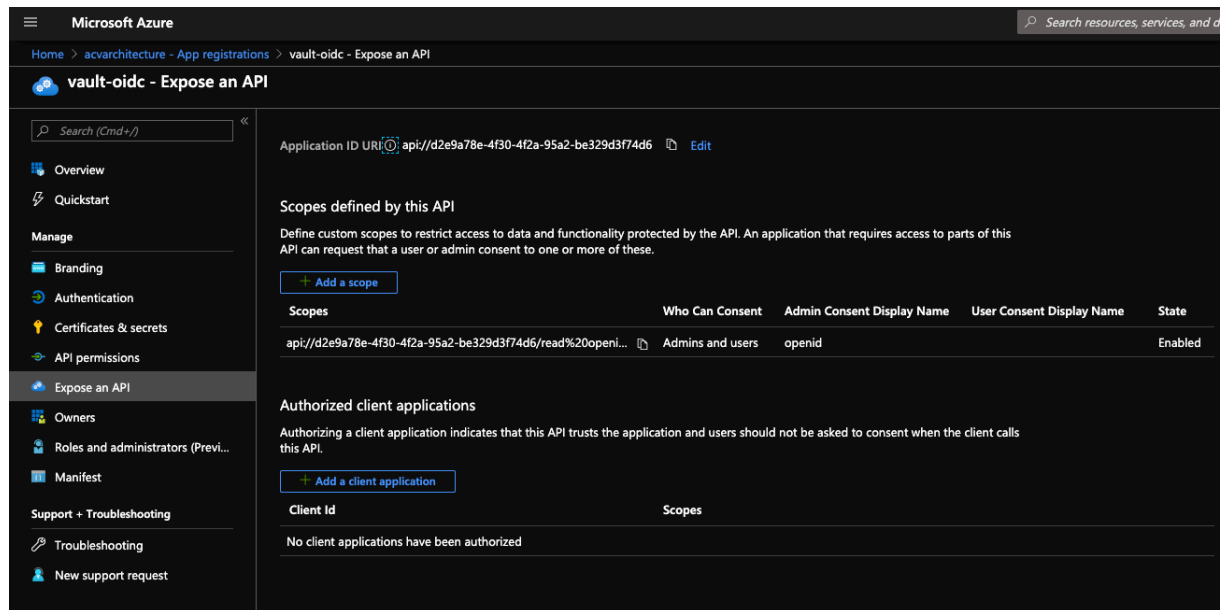 Microsoft Azure
Search resources, services, and d
Home > acvarchitecture - App registrations > vault-oidc - Expose an API
vault-oidc - Expose an API
Search (Cmd+/)
«
Overview
Quickstart
Manage
Branding
Authentication
Certificates & secrets
API permissions
Expose an API
Owners
Roles and administrators (Previ...
Manifest
Support + Troubleshooting
Troubleshooting
New support request
Application ID URI api://d2e9a78e-4f30-4f2a-95a2-be329d3f74d6 Edit
Scopes defined by this API
Define custom scopes to restrict access to data and functionality protected by the API. An application that requires access to parts of this
API can request that a user or admin consent to one or more of these.
+ Add a scope
Scopes Who Can Consent Admin Consent Display Name User Consent Display Name State
api://d2e9a78e-4f30-4f2a-95a2-be329d3f74d6/read%20openi... Admins and users openid Enabled
Authorized client applications
Authorizing a client application indicates that this API trusts the application and users should not be asked to consent when the client calls
this API.
+ Add a client application
Client Id Scopes
No client applications have been authorized